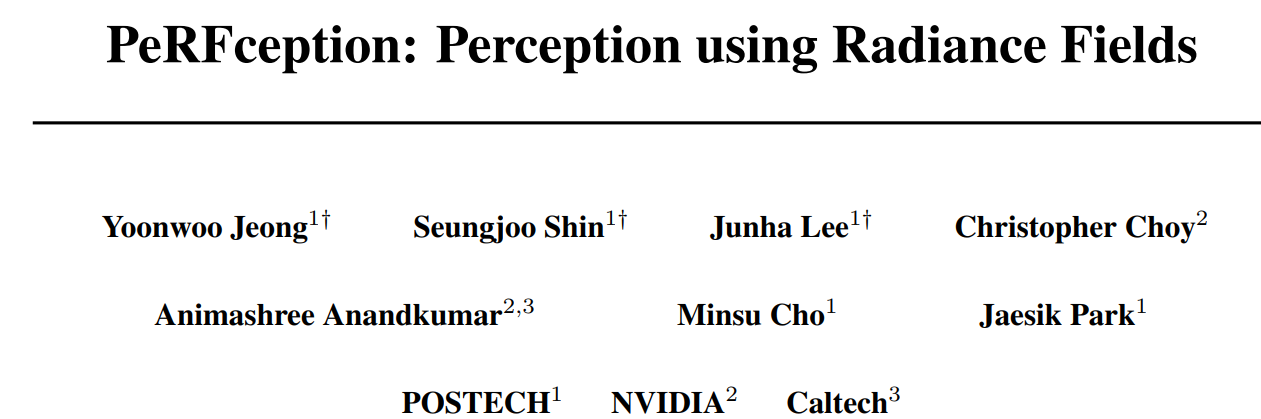 PeRFception: Perception using Radiance Fields
Yoonwoo Jeong¹† Seungjoo Shin¹† Junha Lee¹† Christopher Choy²
Animashree Anandkumar²,³ Minsu Cho¹ Jaesik Park¹
POSTECH¹ NVIDIA² Caltech³